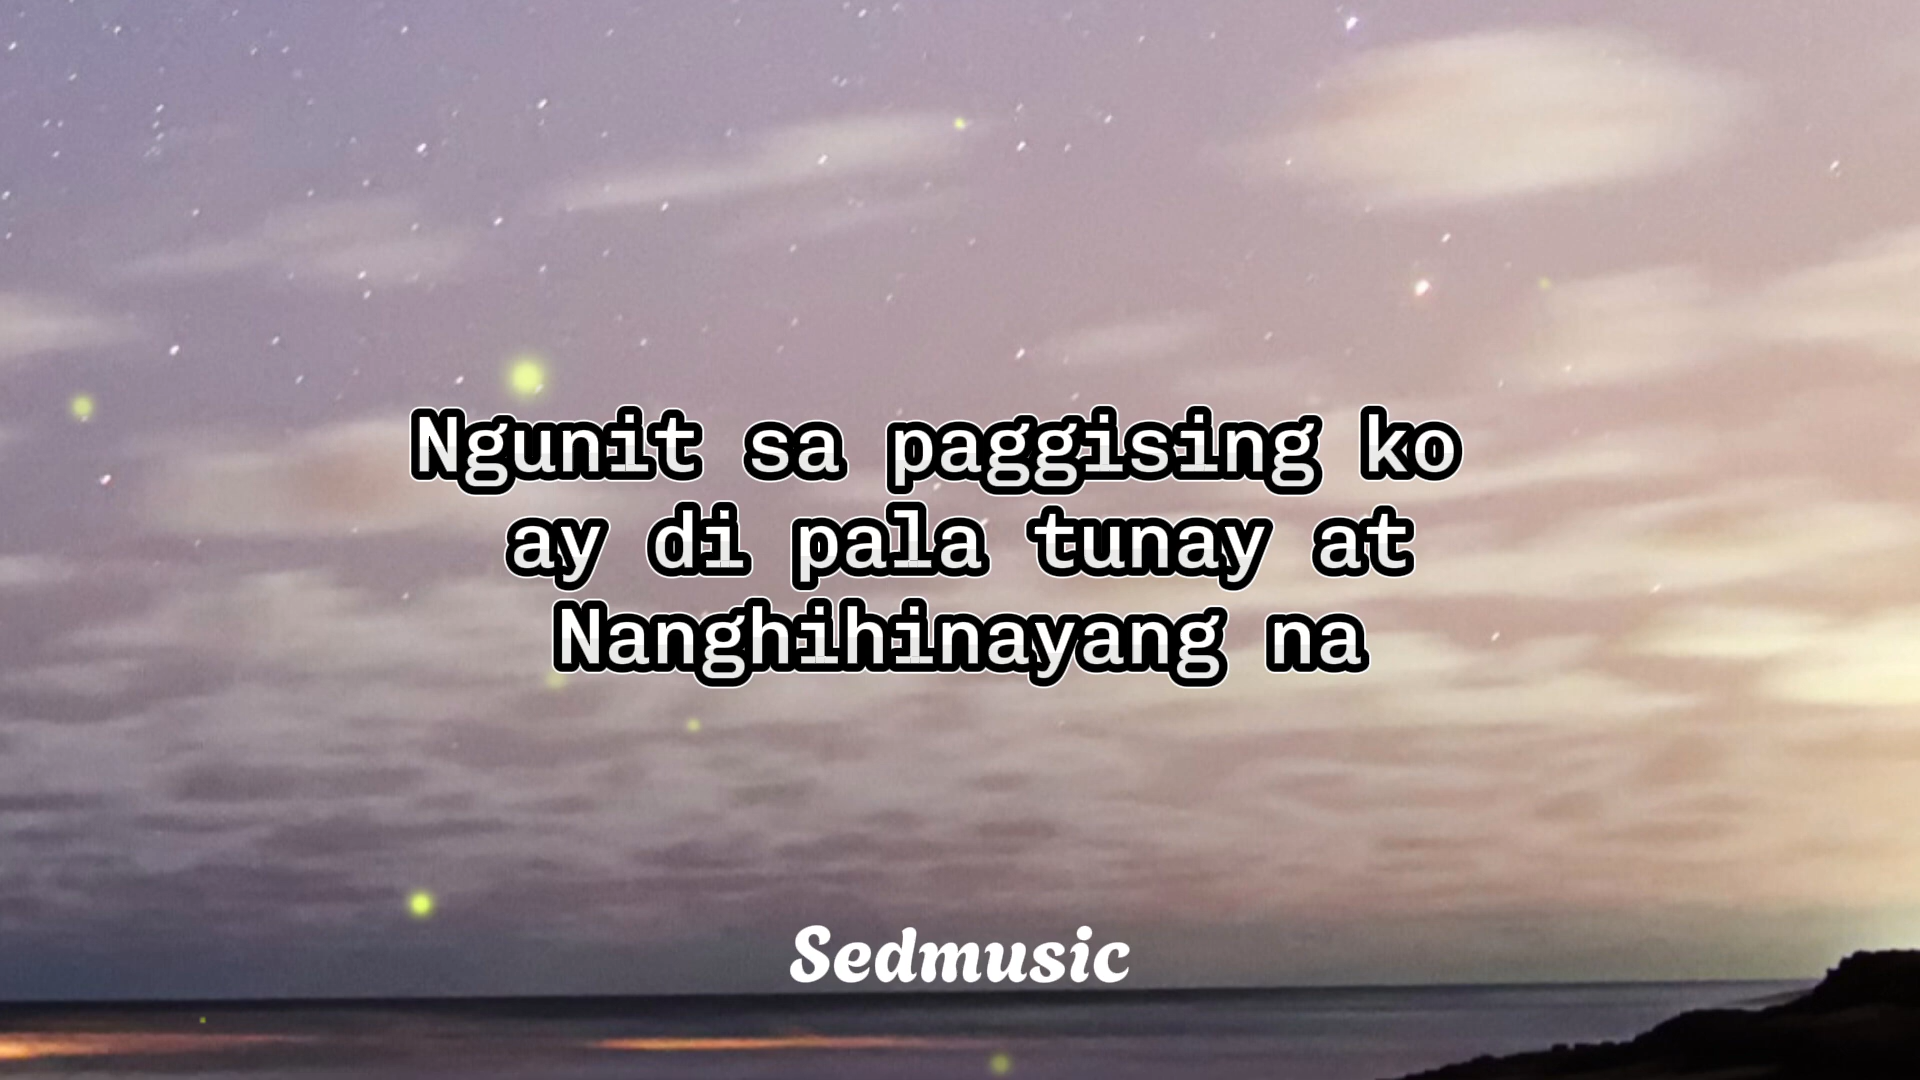 Ngunit sa paggising ko
ay di pala tunay at
Nanghihinayang na
Sedmusic